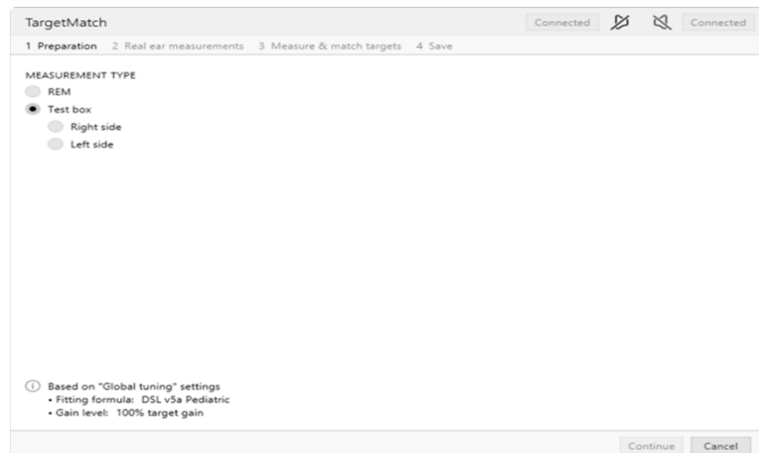 TargetMatch Connected Connected
1 Preparation 2 Real ear measurements 3 Measure & match targets 4 Save
MEASUREMENT TYPE
REM
Test box
Right side
Left side
Based on "Global tuning" settings
• Fitting formula: DSL v5a Pediatric
• Gain level: 100% target gain
Continue Cancel